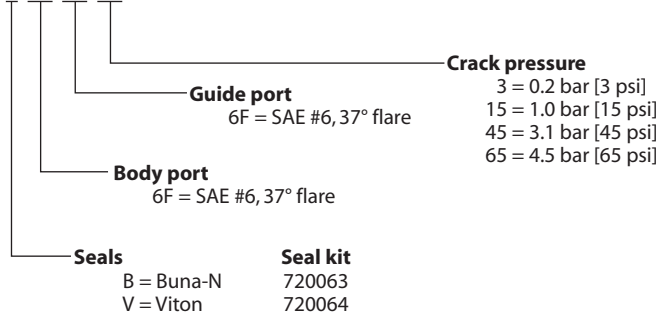 Crack pressure
3 = 0.2 bar [3 psi]
15 = 1.0 bar [15 psi]
45 = 3.1 bar [45 psi]
65 = 4.5 bar [65 psi]
Guide port
6F = SAE #6, 37° flare
Body port
6F = SAE #6, 37° flare
Seals Seal kit
B = Buna-N 720063
V = Viton 720064